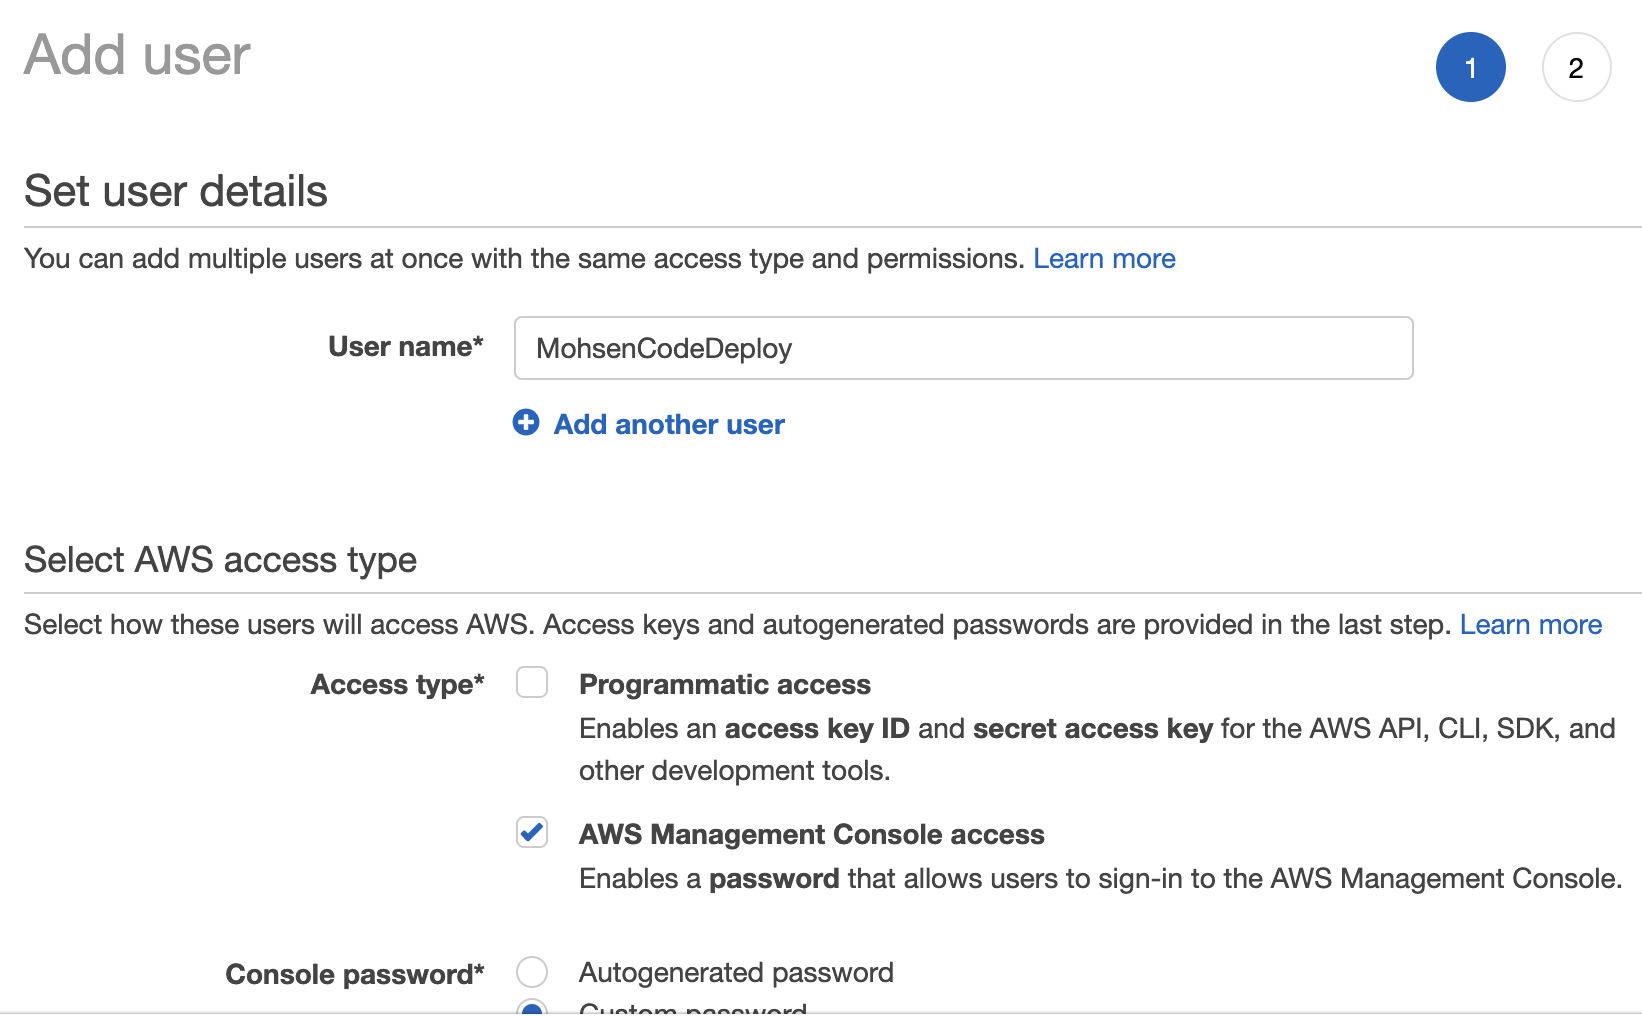 Add user
1
2
Set user details
You can add multiple users at once with the same access type and permissions. Learn more
User name*
MohsenCodeDeploy
Add another user
Select AWS access type
Select how these users will access AWS. Access keys and autogenerated passwords are provided in the last step. Learn more
Access type*
Programmatic access
Enables an access key ID and secret access key for the AWS API, CLI, SDK, and
other development tools.
AWS Management Console access
Enables a password that allows users to sign-in to the AWS Management Console.
Console password*
Autogenerated password
Custom password